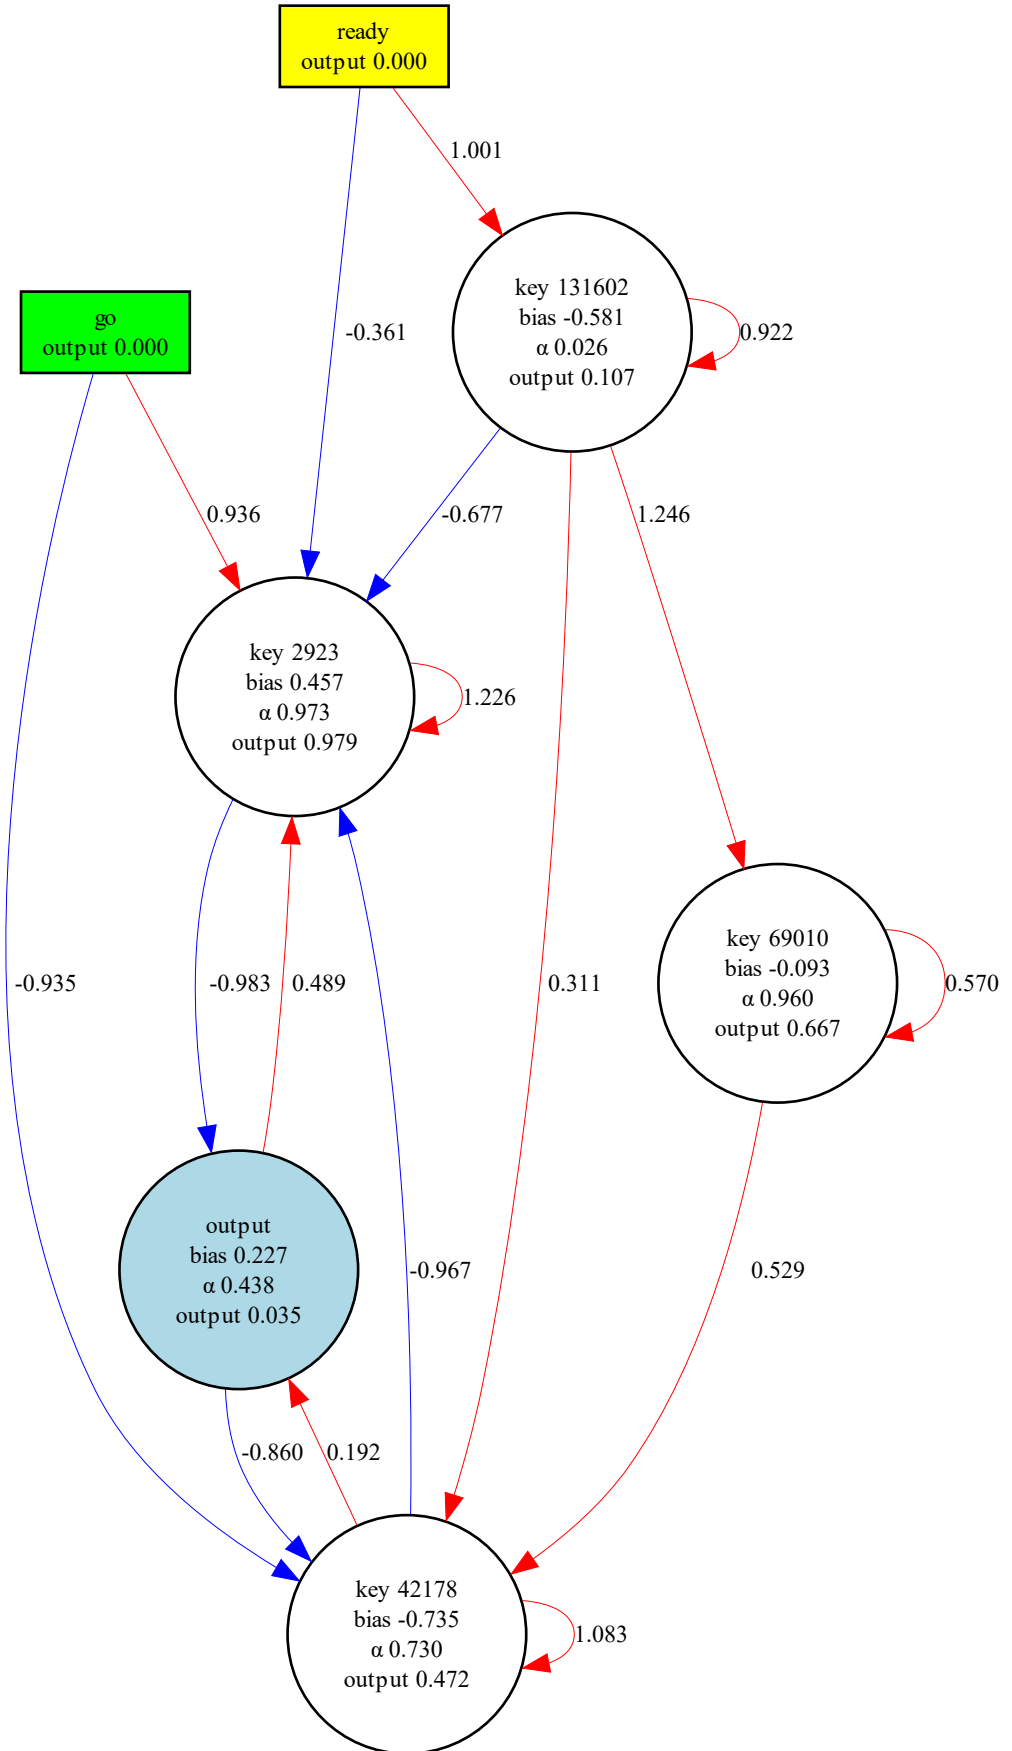 ready
output 0.000
1.001
key 131602
bias -0.581
α 0.026
output 0.107
0.922
-0.361
go
output 0.000
0.936
-0.677
1.246
key 2923
bias 0.457
α 0.973
output 0.979
1.226
-0.935
-0.983
0.489
0.311
key 69010
bias -0.093
α 0.960
output 0.667
0.570
output
bias 0.227
α 0.438
output 0.035
-0.967
0.529
-0.860
0.192
key 42178
bias -0.735
α 0.730
output 0.472
1.083